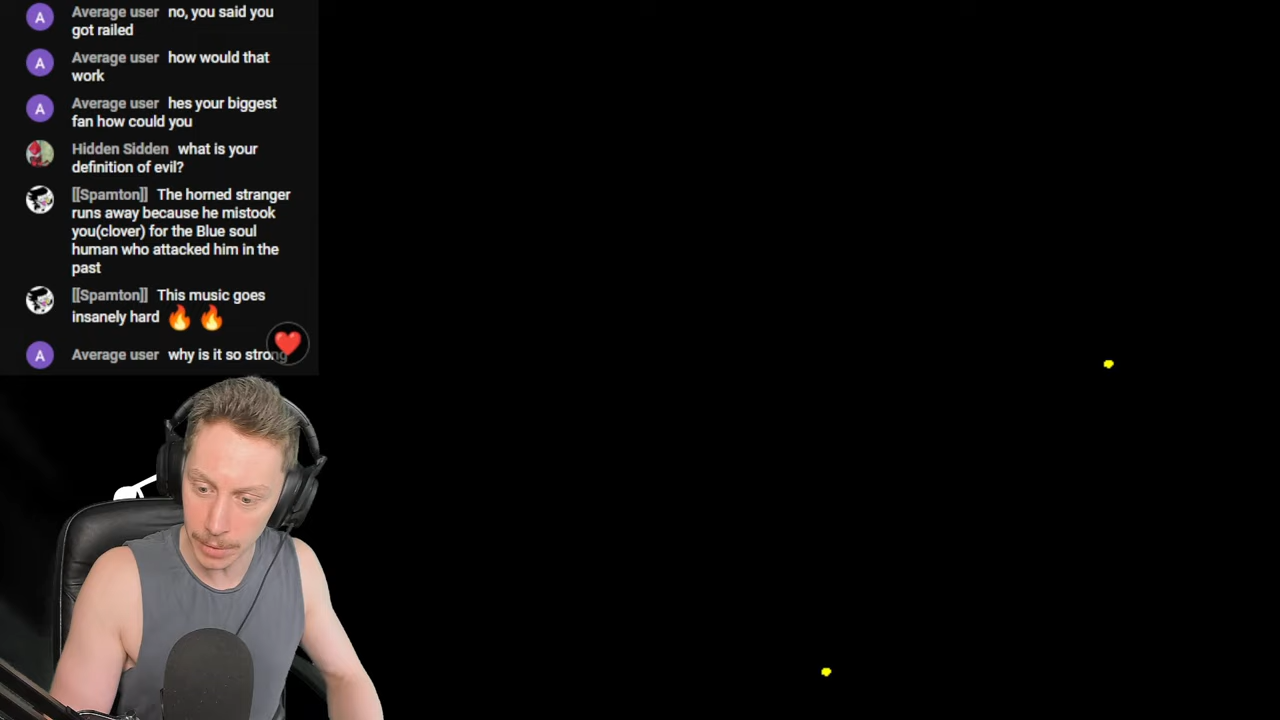 A Average user no, you said you
got railed
A Average user how would that
work
A Average user hes your biggest
fan how could you
Hidden Sidden what is your
definition of evil?
[[Spamton]] The horned stranger
runs away because he mistook
you(clover) for the Blue soul
human who attacked him in the
past
[[Spamton]] This music goes
insanely hard 🔥 🔥
A Average user why is it so strong